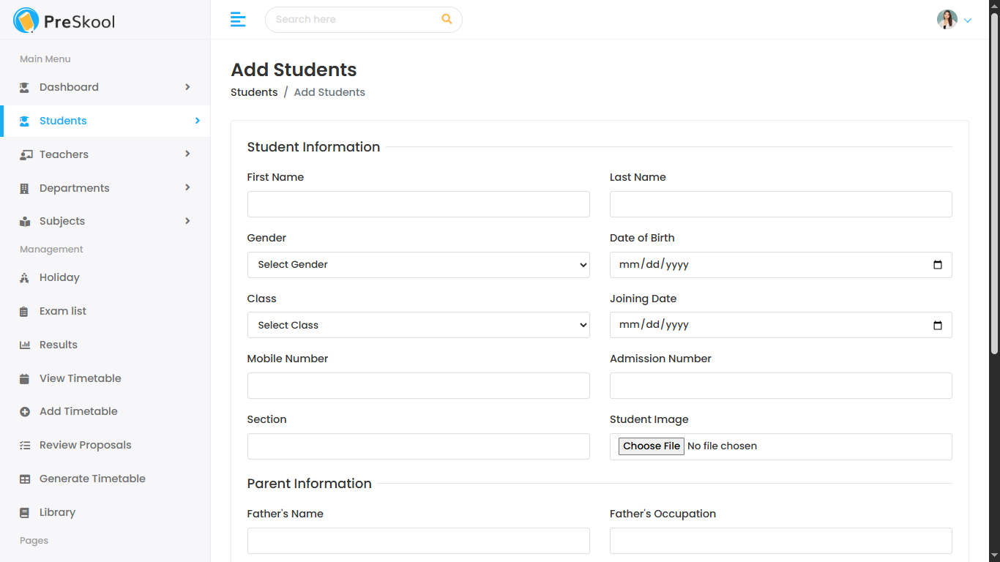 PreSkool
Search here
Main Menu
Dashboard
Students
Teachers
Departments
Subjects
Management
Holiday
Exam list
Results
View Timetable
Add Timetable
Review Proposals
Generate Timetable
Library
Pages
Add Students
Students / Add Students
Student Information
First Name
Last Name
Gender
Date of Birth
Select Gender
mm/dd/yyyy
Class
Joining Date
Select Class
mm/dd/yyyy
Mobile Number
Admission Number
Section
Student Image
Choose File No file chosen
Parent Information
Father's Name
Father's Occupation